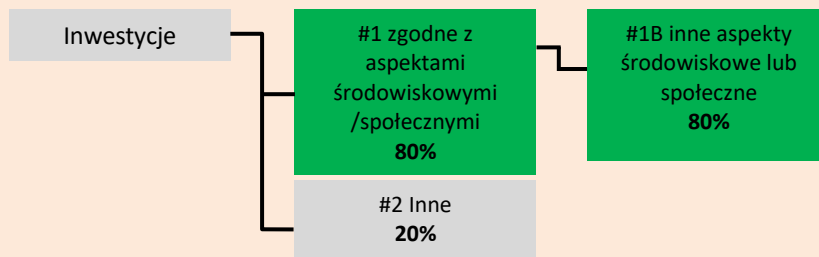 Inwestycje
#1 zgodne z
aspektami
środowiskowymi
/społecznymi
80%
#1B inne aspekty
środowiskowe lub
społeczne
80%
#2 Inne
20%